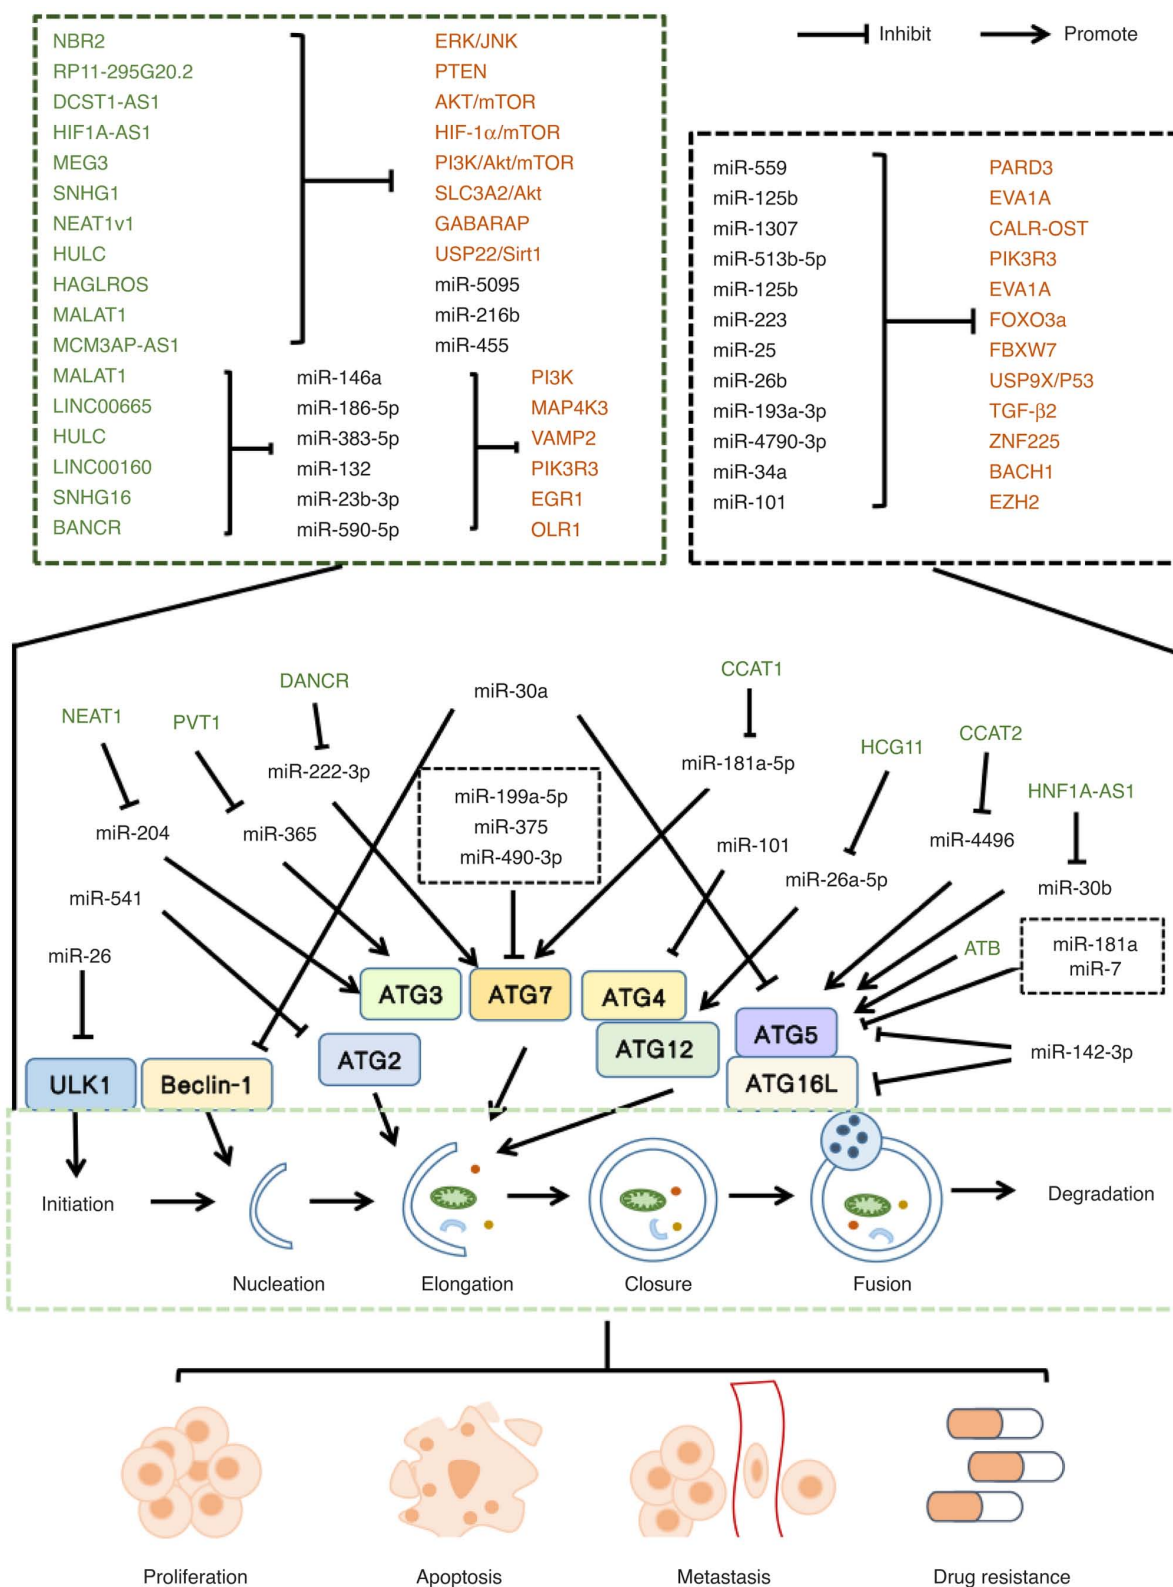 Inhibit
Promote
NBR2
RP11-295G20.2
DCST1-AS1
HIF1A-AS1
MEG3
SNHG1
NEAT1v1
HULC
HAGLROS
MALAT1
MCM3AP-AS1
ERK/JNK
PTEN
AKT/mTOR
HIF-1α/mTOR
PI3K/Akt/mTOR
SLC3A2/Akt
GABARAP
USP22/Sirt1
miR-5095
miR-216b
miR-455
MALAT1
LINC00665
HULC
LINC00160
SNHG16
BANCR
miR-146a
miR-186-5p
miR-383-5p
miR-132
miR-23b-3p
miR-590-5p
PI3K
MAP4K3
VAMP2
PIK3R3
EGR1
OLR1
miR-559
miR-125b
miR-1307
miR-513b-5p
miR-125b
miR-223
miR-25
miR-26b
miR-193a-3p
miR-4790-3p
miR-34a
miR-101
PARD3
EVA1A
CALR-OST
PIK3R3
EVA1A
FOXO3a
FBXW7
USP9X/P53
TGF-β2
ZNF225
BACH1
EZH2
NEAT1
PVT1
DANCR
miR-30a
CCAT1
HCG11
CCAT2
HNF1A-AS1
miR-222-3p
miR-181a-5p
miR-204
miR-365
miR-199a-5p
miR-375
miR-490-3p
miR-101
miR-26a-5p
miR-4496
miR-30b
miR-541
miR-26
ATB
miR-181a
miR-7
miR-142-3p
ATG3
ATG7
ATG4
ATG12
ATG5
ATG16L
ATG2
ULK1
Beclin-1
Initiation
Nucleation
Elongation
Closure
Fusion
Degradation
Proliferation
Apoptosis
Metastasis
Drug resistance